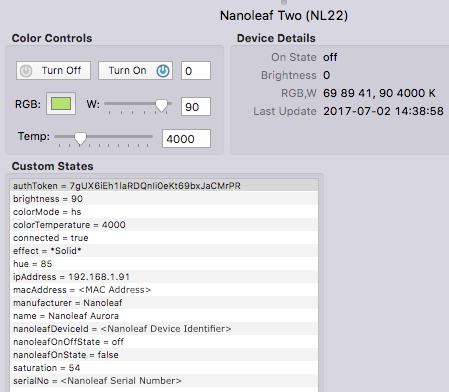 Nanoleaf Two (NL22)
Color Controls
Turn Off Turn On 0
RGB: W: 90
Temp: 4000
Device Details
On State off
Brightness 0
RGB,W 69 89 41, 90 4000 K
Last Update 2017-07-02 14:38:58
Custom States
authToken = 7gUX6iEh1laRDQnli0eKt69bxJaCMrPR
brightness = 90
colorMode = hs
colorTemperature = 4000
connected = true
effect = *Solid*
hue = 85
ipAddress = 192.168.1.91
macAddress = <MAC Address>
manufacturer = Nanoleaf
name = Nanoleaf Aurora
nanoleafDeviceId = <Nanoleaf Device Identifier>
nanoleafOnOffState = off
nanoleafOnState = false
saturation = 54
serialNo = <Nanoleaf Serial Number>